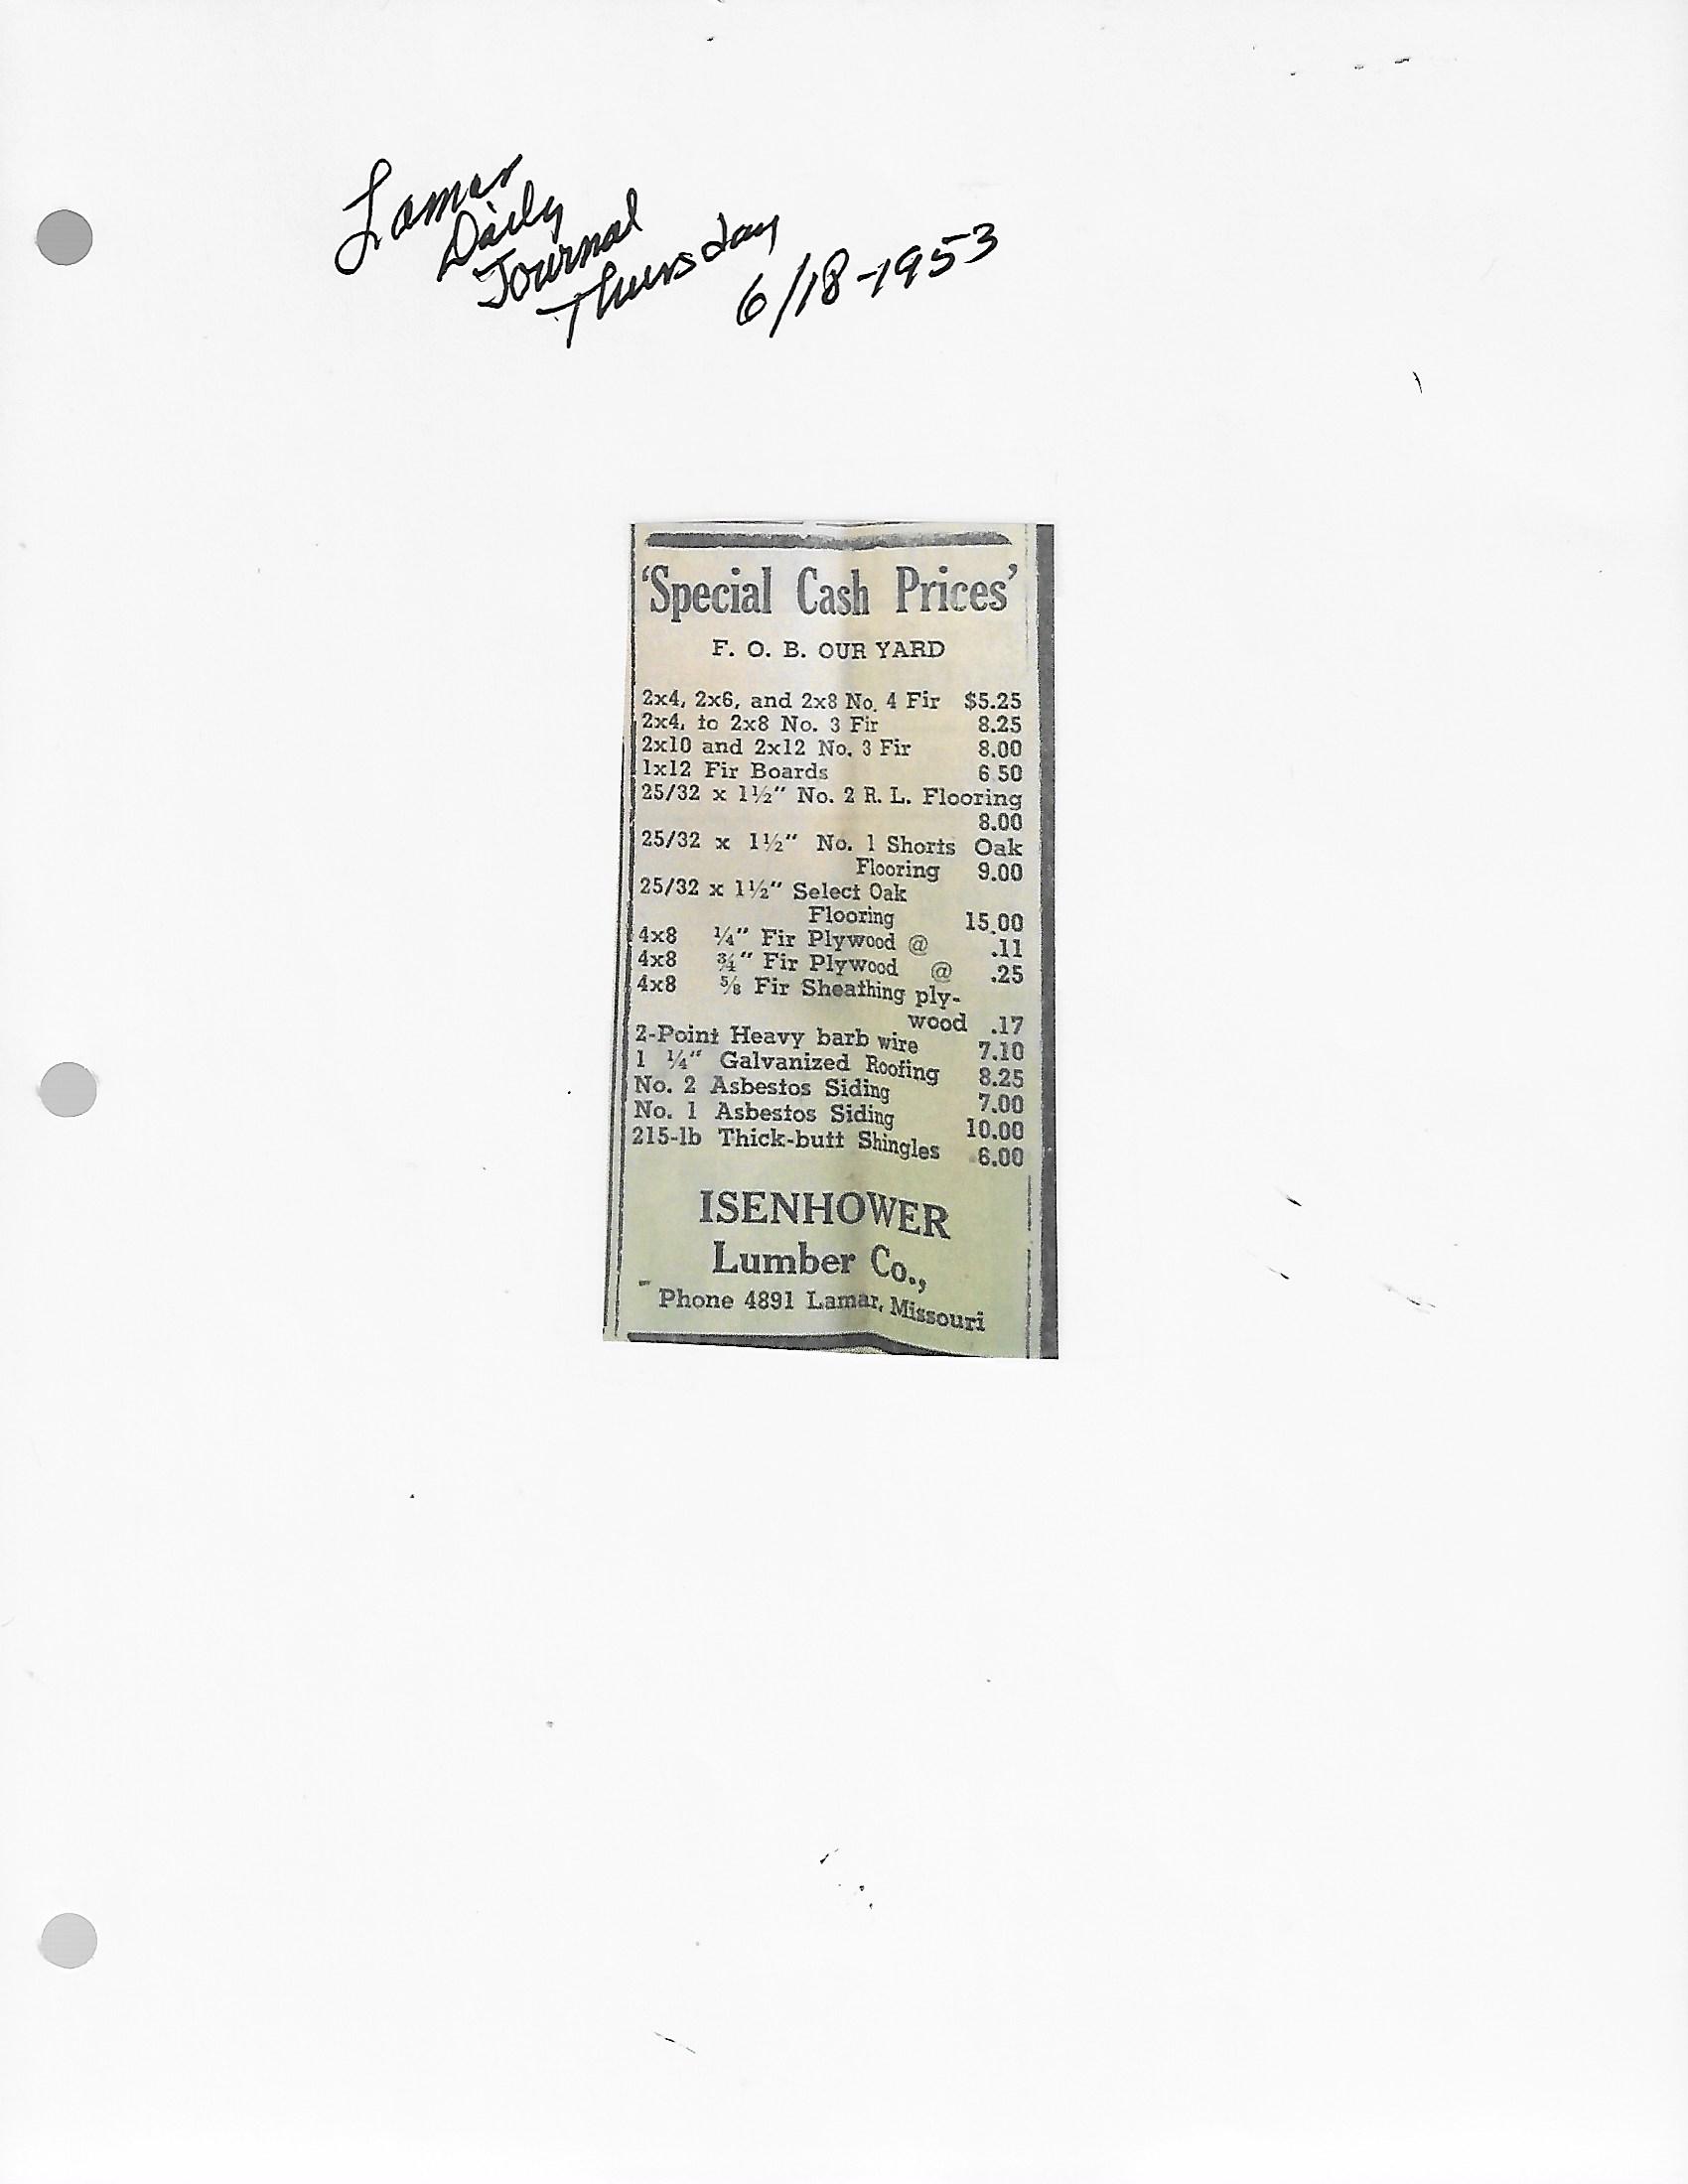 Lamar
Daily
Journal
Thursday
6/18-1953
'Special Cash Prices'
F. O. B. OUR YARD
2x4, 2x6, and 2x8 No. 4 Fir $5.25
2x4, to 2x8 No. 3 Fir 8.25
2x10 and 2x12 No. 3 Fir 8.00
1x12 Fir Boards 6 50
25/32 x 1½" No. 2 R. L. Flooring
8.00
25/32 x 1½" No. 1 Shorts Oak
Flooring 9.00
25/32 x 1½" Select Oak
Flooring 15.00
4x8 ¼" Fir Plywood @ .11
4x8 ¾" Fir Plywood @ .25
4x8 ⅝ Fir Sheathing ply-
wood .17
2-Point Heavy barb wire 7.10
1 ¼" Galvanized Roofing 8.25
No. 2 Asbestos Siding 7.00
No. 1 Asbestos Siding 10.00
215-lb Thick-butt Shingles 6.00
ISENHOWER
Lumber Co.,
Phone 4891 Lamar, Missouri